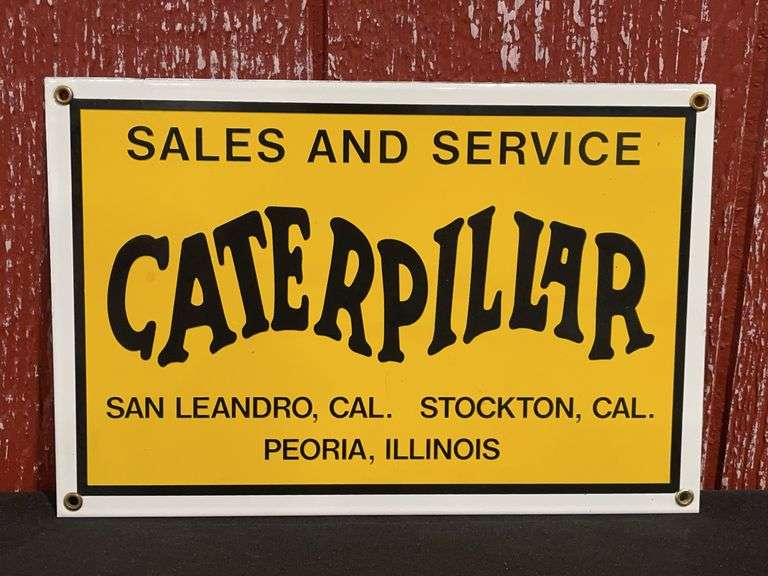 SALES AND SERVICE
CATERPILLAR
SAN LEANDRO, CAL. STOCKTON, CAL.
PEORIA, ILLINOIS